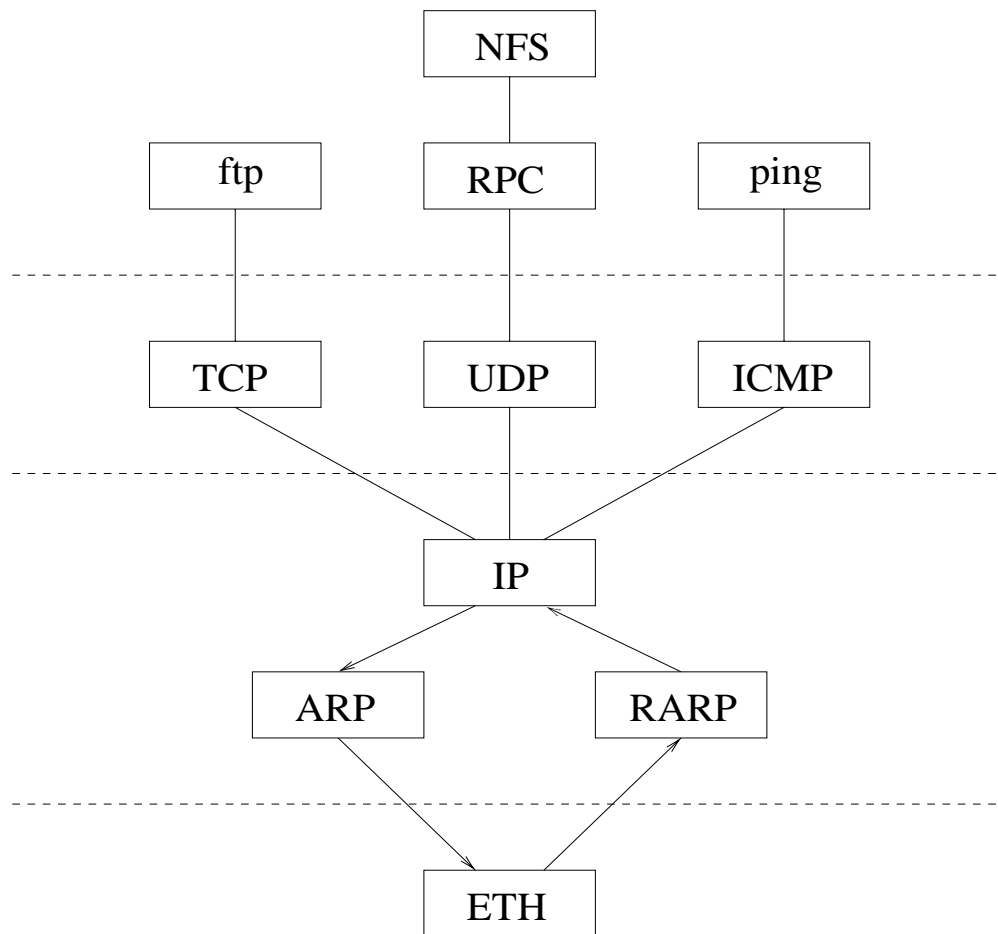 NFS
ftp
RPC
ping
TCP
UDP
ICMP
IP
ARP
RARP
ETH